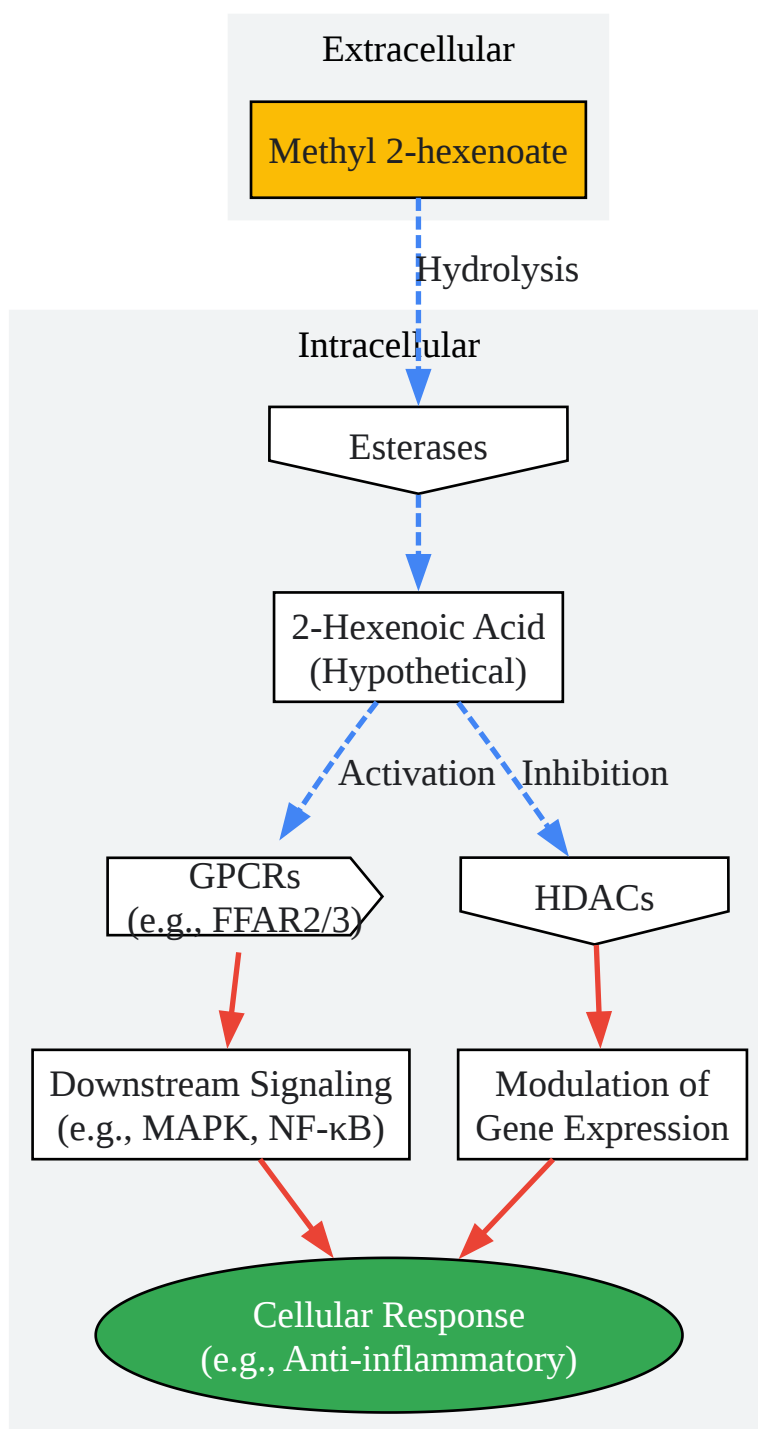 Extracellular
Methyl 2-hexenoate
Hydrolysis
Intracellular
Esterases
2-Hexenoic Acid
(Hypothetical)
Activation
Inhibition
GPCRs
(e.g., FFAR2/3)
HDACs
Downstream Signaling
(e.g., MAPK, NF-κB)
Modulation of
Gene Expression
Cellular Response
(e.g., Anti-inflammatory)